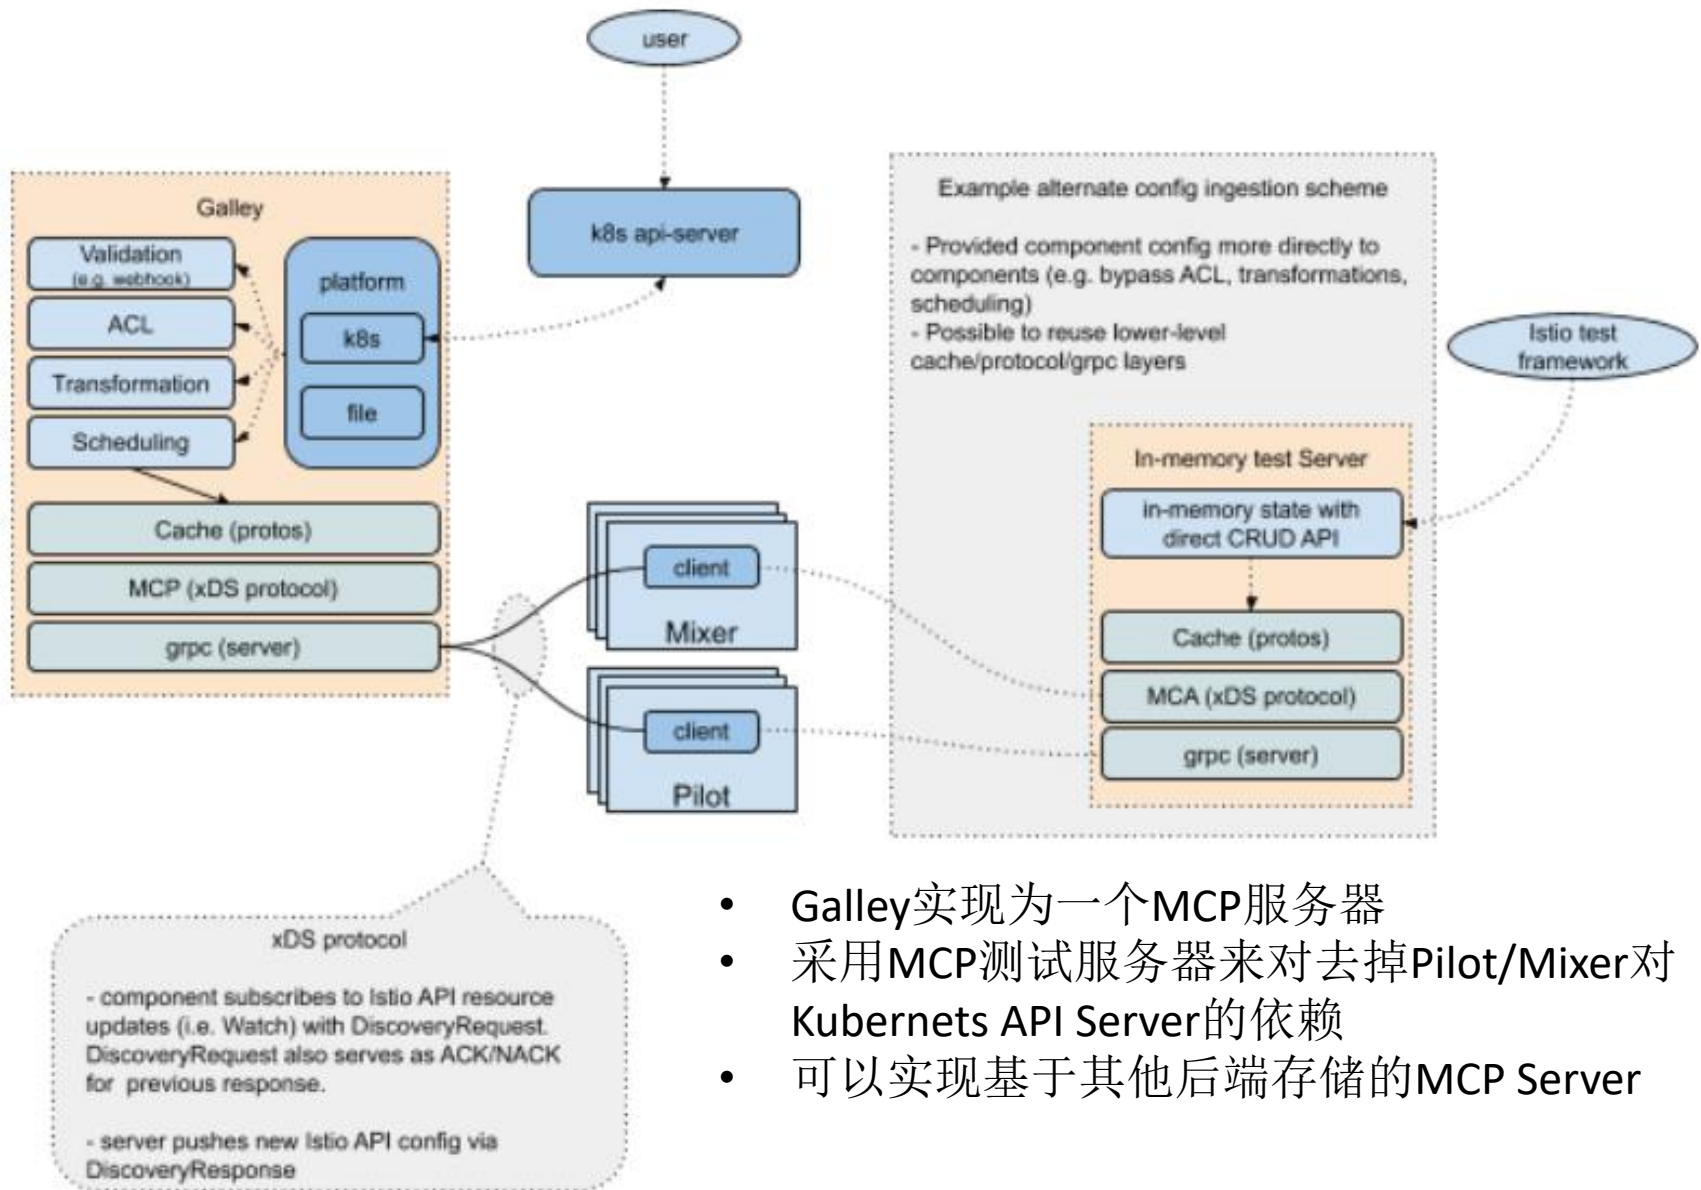 user
k8s api-server
Galley
Validation
(e.g. webhook)
ACL
Transformation
Scheduling
platform
k8s
file
Cache (protos)
MCP (xDS protocol)
grpc (server)
client
Mixer
client
Pilot
Example alternate config ingestion scheme
- Provided component config more directly to
components (e.g. bypass ACL, transformations,
scheduling)
- Possible to reuse lower-level
cache/protocol/grpc layers
Istio test
framework
In-memory test Server
in-memory state with
direct CRUD API
Cache (protos)
MCA (xDS protocol)
grpc (server)
xDS protocol
- component subscribes to Istio API resource
updates (i.e. Watch) with DiscoveryRequest.
DiscoveryRequest also serves as ACK/NACK
for previous response.
- server pushes new Istio API config via
DiscoveryResponse
• Galley实现为一个MCP服务器
• 采用MCP测试服务器来对去掉Pilot/Mixer对
Kubernets API Server的依赖
• 可以实现基于其他后端存储的MCP Server